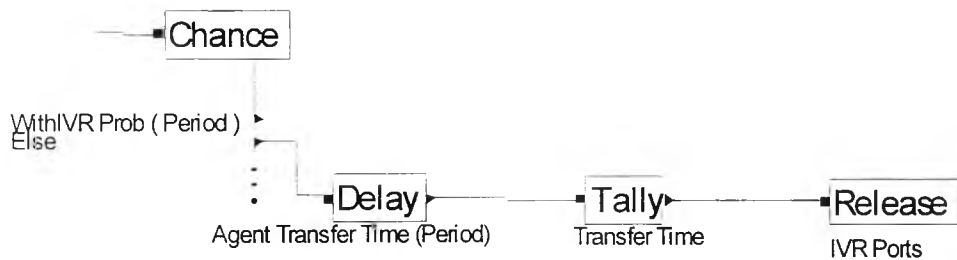 Chance
WithIVR Prob ( Period )
Else
Delay
Tally
Release
Agent Transfer Time (Period)
Transfer Time
IVR Ports